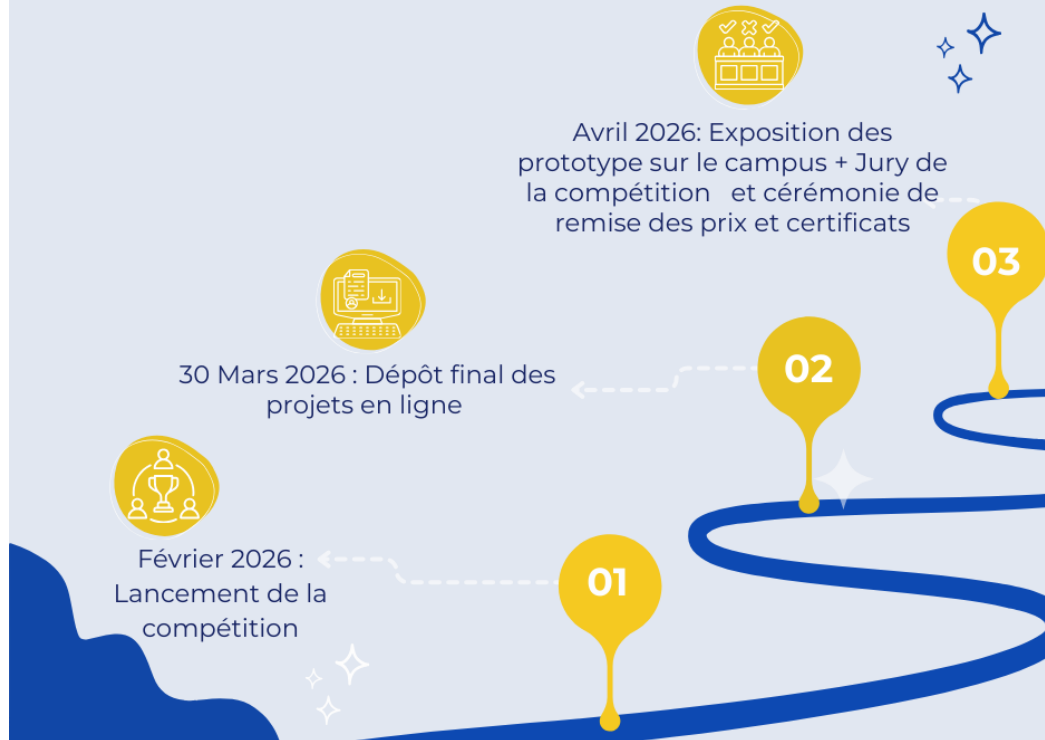 Avril 2026: Exposition des
prototype sur le campus + Jury de
la compétition et cérémonie de
remise des prix et certificats
03
30 Mars 2026 : Dépôt final des
projets en ligne
02
Février 2026 :
Lancement de la
compétition
01